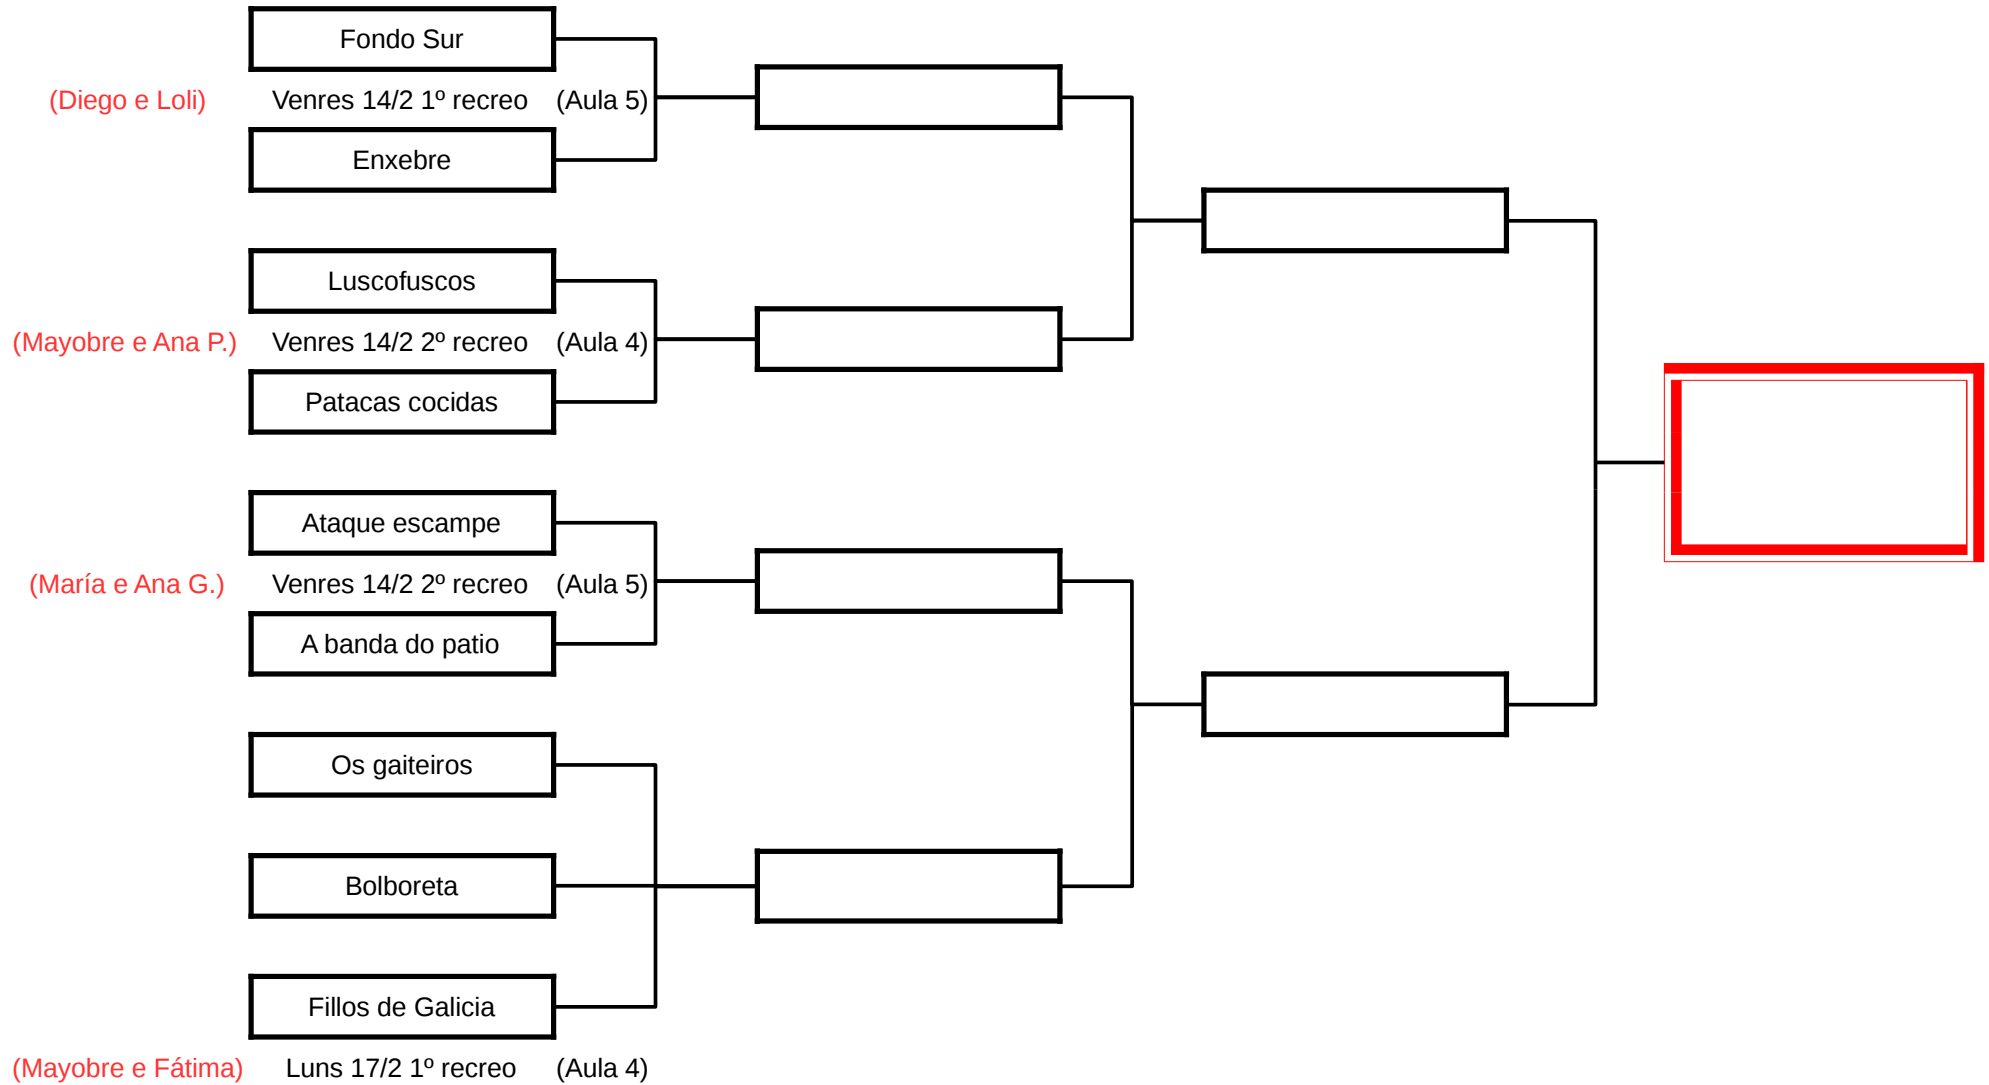 Fondo Sur
(Diego e Loli) Venres 14/2 1º recreo (Aula 5)
Enxebre
Luscofuscos
(Mayobre e Ana P.) Venres 14/2 2º recreo (Aula 4)
Patacas cocidas
Ataque escampe
(María e Ana G.) Venres 14/2 2º recreo (Aula 5)
A banda do patio
Os gaiteiros
Bolboreta
Fillos de Galicia
(Mayobre e Fátima) Luns 17/2 1º recreo (Aula 4)